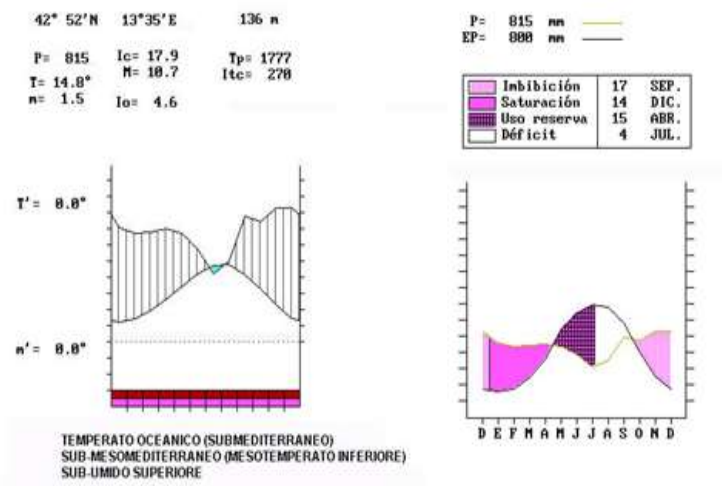 42° 52'N 13°35'E 136 m
P= 815 Ic= 17.9 Tp= 1777
T= 14.8° M= 10.7 Itc= 270
m= 1.5 Io= 4.6
T'= 0.0°
m'= 0.0°
TEMPERATO OCEANICO (SUBMEDITERRANEO)
SUB-MESOMEDITERRANEO (MESOTEMPERATO INFERIORE)
SUB-UMIDO SUPERIORE
P= 815 mm
EP= 800 mm
Imbibición 17 SEP.
Saturación 14 DIC.
Uso reserva 15 ABR.
Déficit 4 JUL.
D E F M A M J J A S O N D